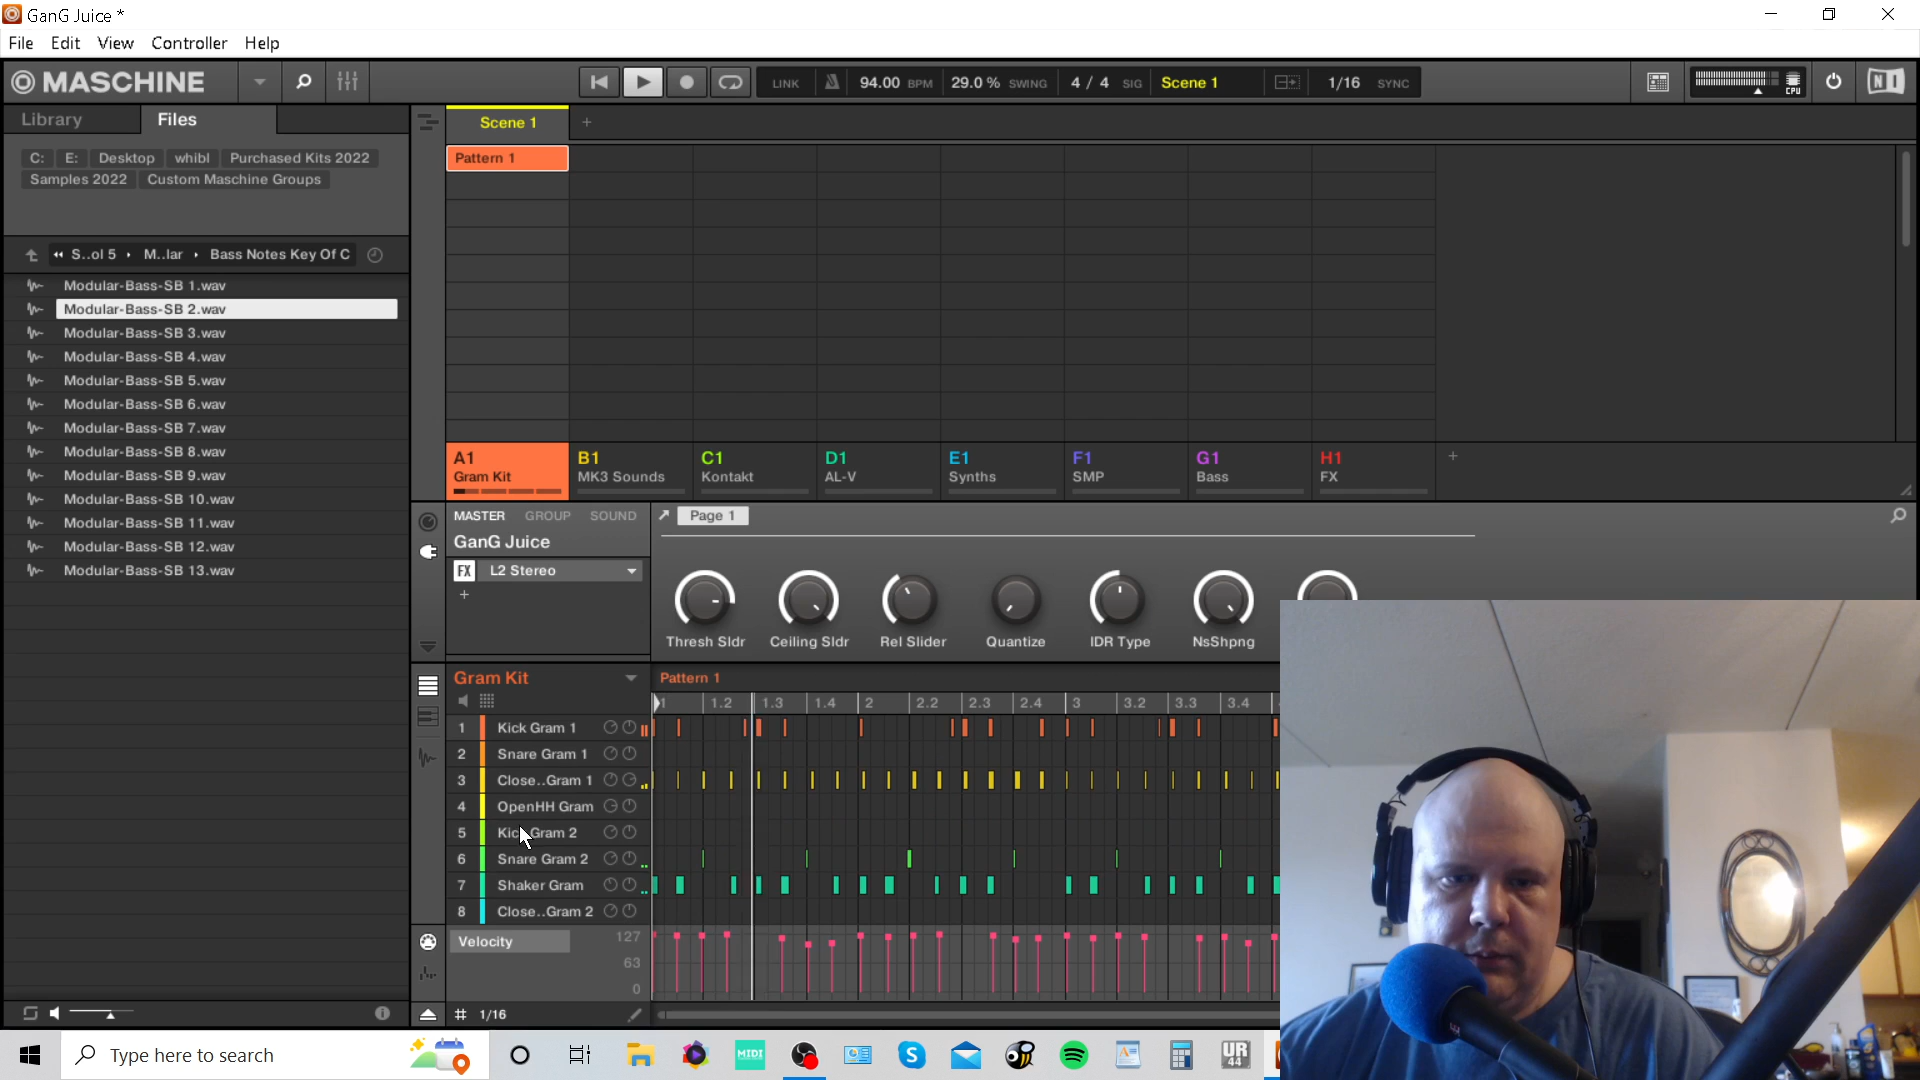 GanG Juice *
File Edit View Controller Help
MASCHINE
LINK 94.00 BPM 29.0 % SWING 4 / 4 SIG Scene 1 1/16 SYNC
CPU
NI
Library Files
Scene 1 +
C: E: Desktop whibl Purchased Kits 2022
Samples 2022 Custom Maschine Groups
Pattern 1
S..ol 5 M..lar Bass Notes Key Of C
Modular-Bass-SB 1.wav
Modular-Bass-SB 2.wav
Modular-Bass-SB 3.wav
Modular-Bass-SB 4.wav
Modular-Bass-SB 5.wav
Modular-Bass-SB 6.wav
Modular-Bass-SB 7.wav
Modular-Bass-SB 8.wav
Modular-Bass-SB 9.wav
Modular-Bass-SB 10.wav
Modular-Bass-SB 11.wav
Modular-Bass-SB 12.wav
Modular-Bass-SB 13.wav
A1 B1 C1 D1 E1 F1 G1 H1 +
Gram Kit MK3 Sounds Kontakt AL-V Synths SMP Bass FX
MASTER GROUP SOUND Page 1
GanG Juice
FX L2 Stereo
+
Thresh Sldr Ceiling Sldr Rel Slider Quantize IDR Type NsShpng
Gram Kit Pattern 1
1 1.2 1.3 1.4 2 2.2 2.3 2.4 3 3.2 3.3 3.4
1 Kick Gram 1
2 Snare Gram 1
3 Close..Gram 1
4 OpenHH Gram
5 Kick Gram 2
6 Snare Gram 2
7 Shaker Gram
8 Close..Gram 2
Velocity 127
63
0
# 1/16
Type here to search
MIDI
UR
44